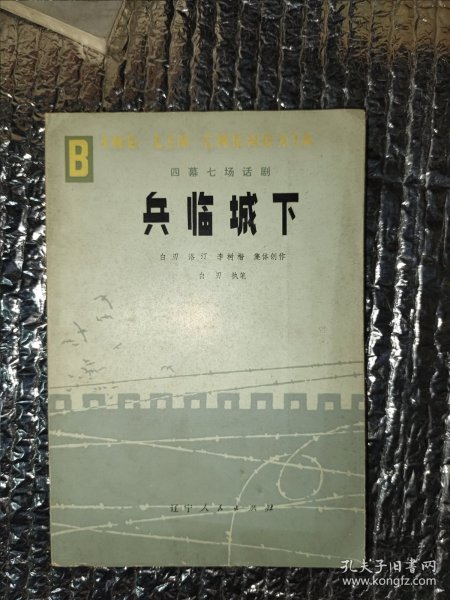 B
四幕七场话剧
兵临城下
白刃 洛汀 李树楷 集体创作
白刃 执笔
辽宁人民出版社
孔夫子旧书网
www.kongfz.com